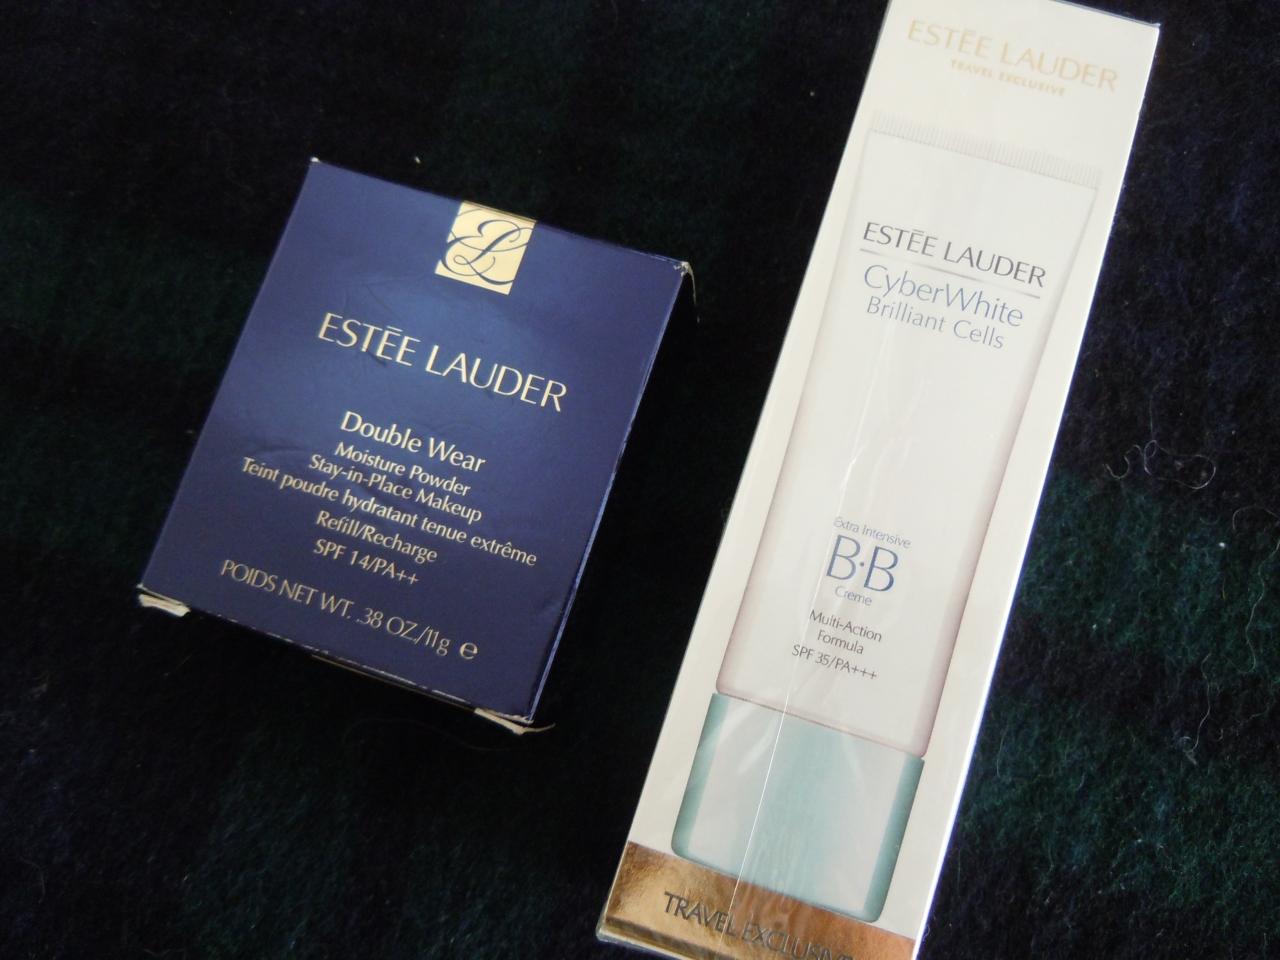 ESTĒE LAUDER
Double Wear
Moisture Powder
Stay-in-Place Makeup
Teint poudre hydratant tenue extrême
Refill/Recharge
SPF 14/PA++
POIDS NET WT. .38 OZ./11g ℮
ESTĒE LAUDER
TRAVEL EXCLUSIVE
ESTĒE LAUDER
CyberWhite
Brilliant Cells
Extra Intensive
B·B
Creme
Multi-Action
Formula
SPF 35/PA+++
TRAVEL EXCLUSIVE